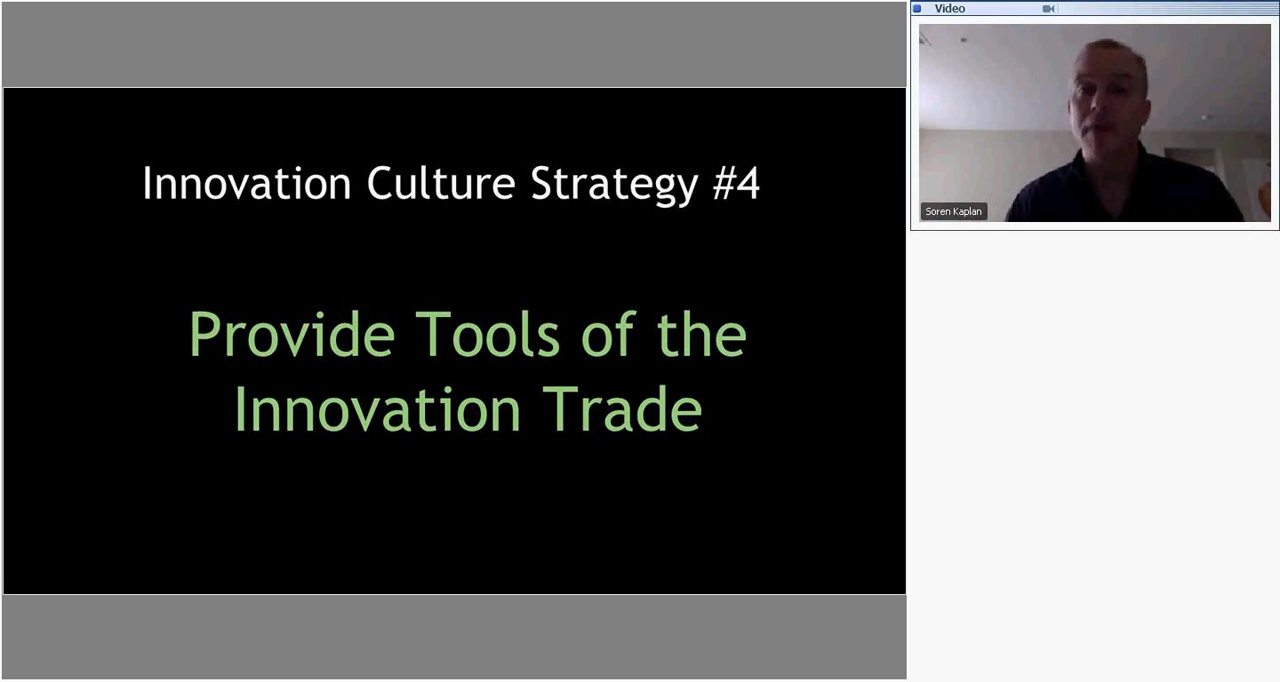 Innovation Culture Strategy #4
Provide Tools of the
Innovation Trade
Video
Soren Kaplan